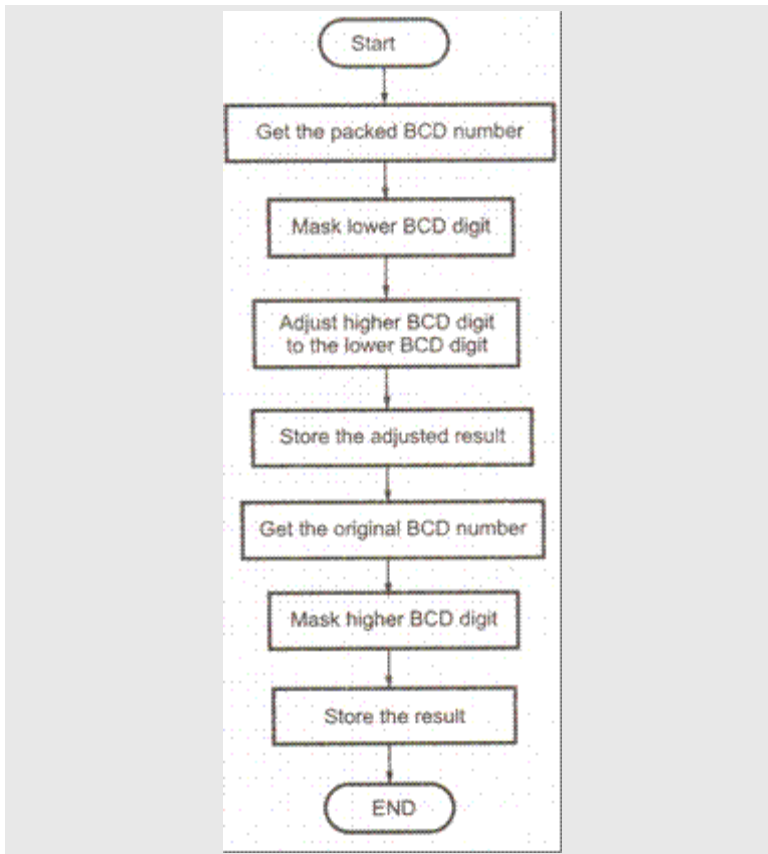 Start
Get the packed BCD number
Mask lower BCD digit
Adjust higher BCD digit
to the lower BCD digit
Store the adjusted result
Get the original BCD number
Mask higher BCD digit
Store the result
END